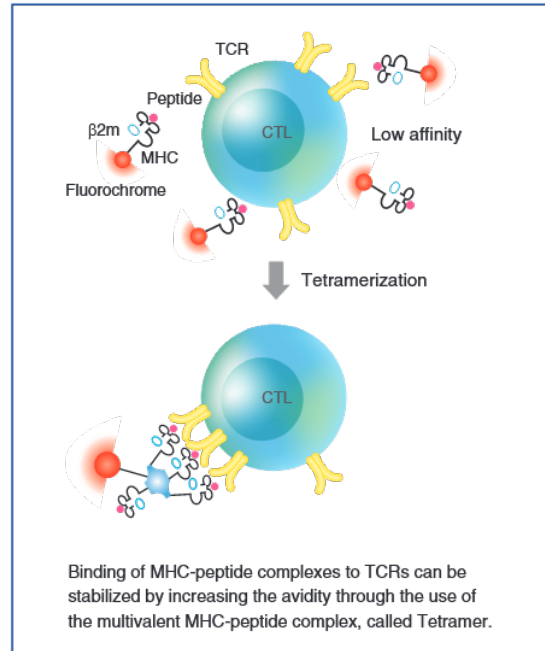 TCR
Peptide
β2m
CTL
MHC
Low affinity
Fluorochrome
Tetramerization
CTL
Binding of MHC-peptide complexes to TCRs can be
stabilized by increasing the avidity through the use of
the multivalent MHC-peptide complex, called Tetramer.